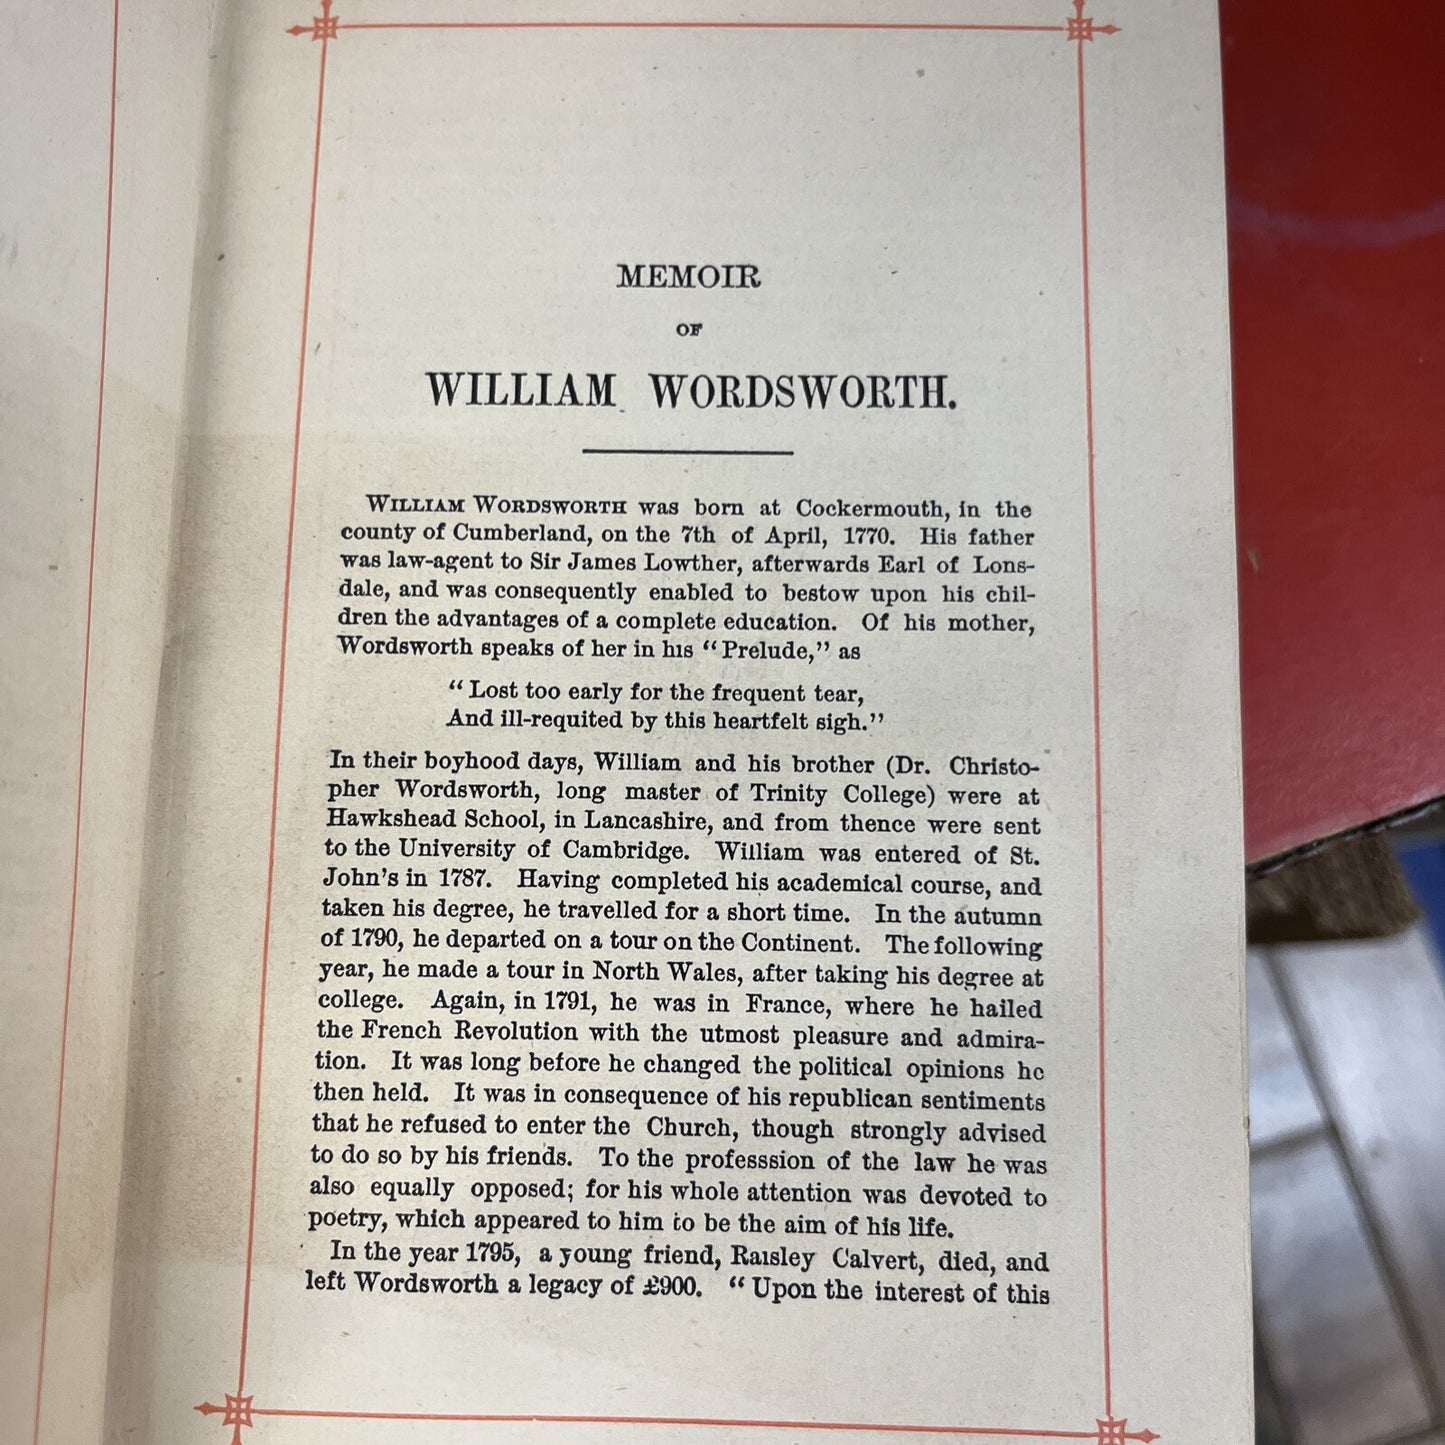 MEMOIR
OF
WILLIAM WORDSWORTH.
WILLIAM WORDSWORTH was born at Cockermouth, in the
county of Cumberland, on the 7th of April, 1770. His father
was law-agent to Sir James Lowther, afterwards Earl of Lons-
dale, and was consequently enabled to bestow upon his chil-
dren the advantages of a complete education. Of his mother,
Wordsworth speaks of her in his “Prelude,” as
“Lost too early for the frequent tear,
And ill-requited by this heartfelt sigh.”
In their boyhood days, William and his brother (Dr. Christo-
pher Wordsworth, long master of Trinity College) were at
Hawkshead School, in Lancashire, and from thence were sent
to the University of Cambridge. William was entered of St.
John’s in 1787. Having completed his academical course, and
taken his degree, he travelled for a short time. In the autumn
of 1790, he departed on a tour on the Continent. The following
year, he made a tour in North Wales, after taking his degree at
college. Again, in 1791, he was in France, where he hailed
the French Revolution with the utmost pleasure and admira-
tion. It was long before he changed the political opinions he
then held. It was in consequence of his republican sentiments
that he refused to enter the Church, though strongly advised
to do so by his friends. To the professsion of the law he was
also equally opposed; for his whole attention was devoted to
poetry, which appeared to him to be the aim of his life.
In the year 1795, a young friend, Raisley Calvert, died, and
left Wordsworth a legacy of £900. “Upon the interest of this